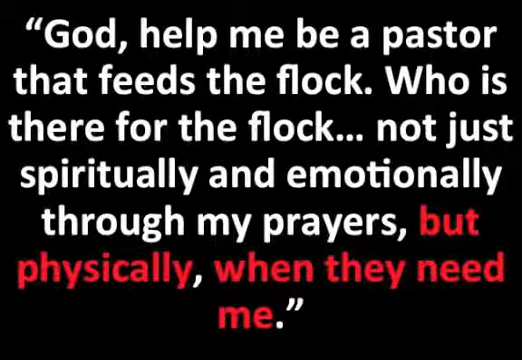 “God, help me be a pastor
that feeds the flock. Who is
there for the flock... not just
spiritually and emotionally
through my prayers, but
physically, when they need
me.”